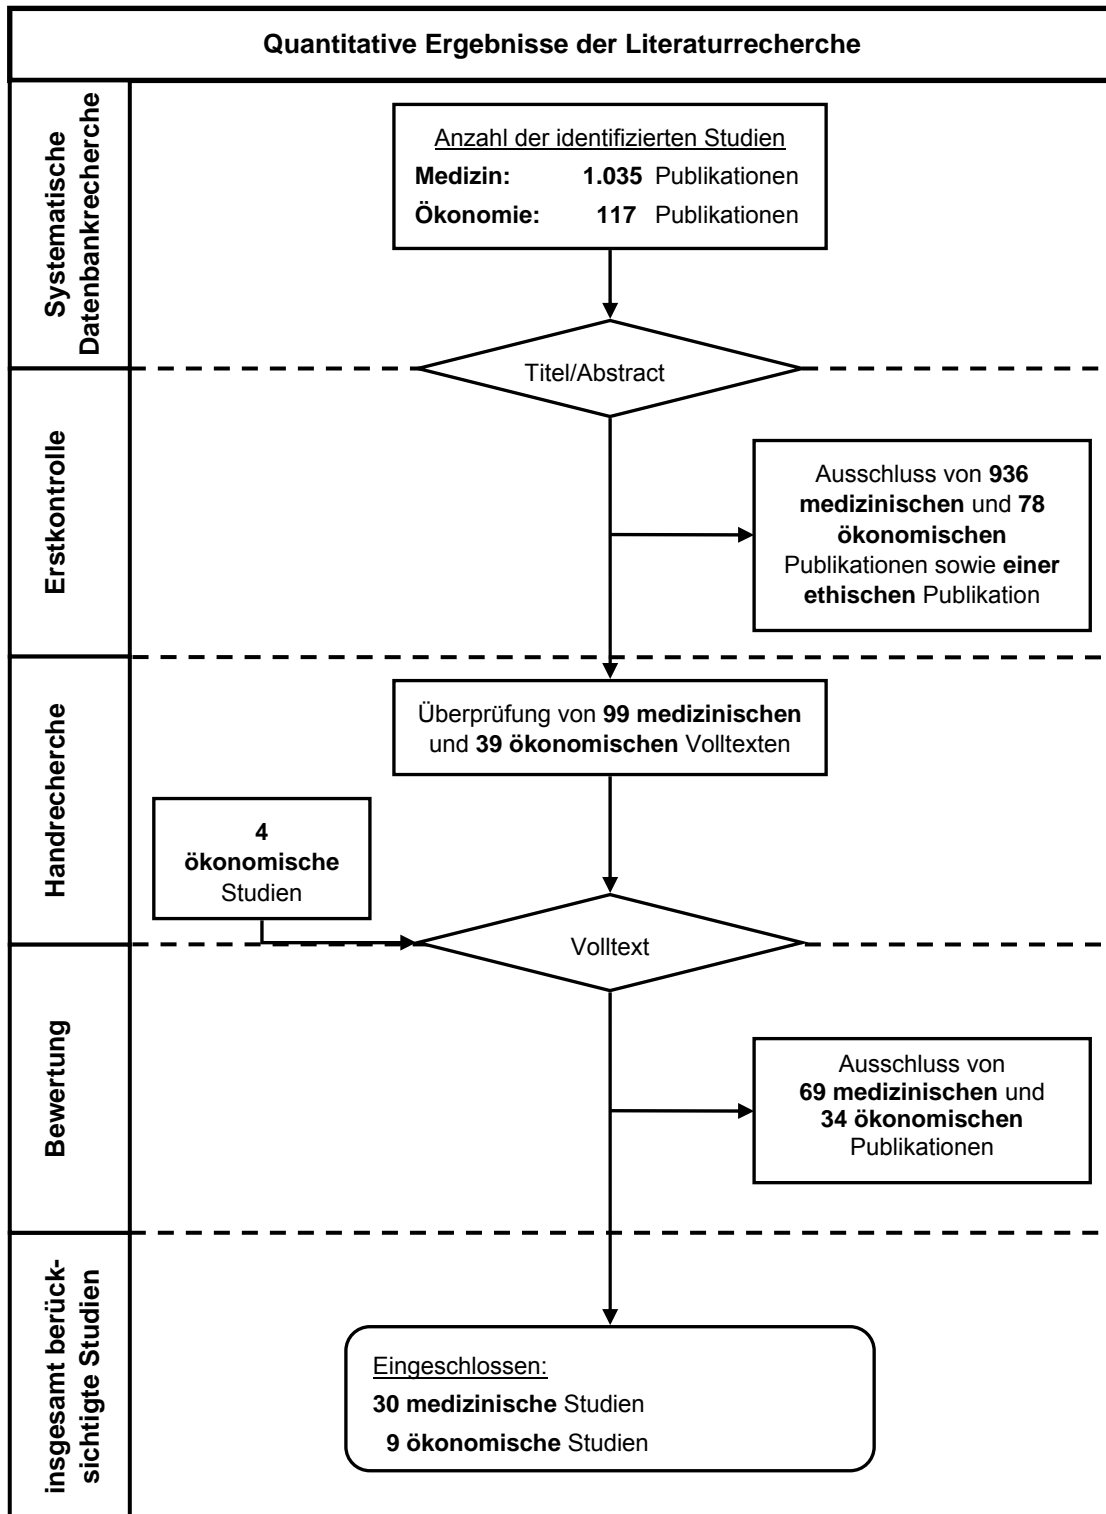 Quantitative Ergebnisse der Literaturrecherche
Systematische
Datenbankrecherche
Anzahl der identifizierten Studien
Medizin: 1.035 Publikationen
Ökonomie: 117 Publikationen
Titel/Abstract
Erstkontrolle
Ausschluss von 936
medizinischen und 78
ökonomischen
Publikationen sowie einer
ethischen Publikation
Handrecherche
Überprüfung von 99 medizinischen
und 39 ökonomischen Volltexten
4
ökonomische
Studien
Volltext
Bewertung
Ausschluss von
69 medizinischen und
34 ökonomischen
Publikationen
insgesamt berück-
sichtigte Studien
Eingeschlossen:
30 medizinische Studien
9 ökonomische Studien